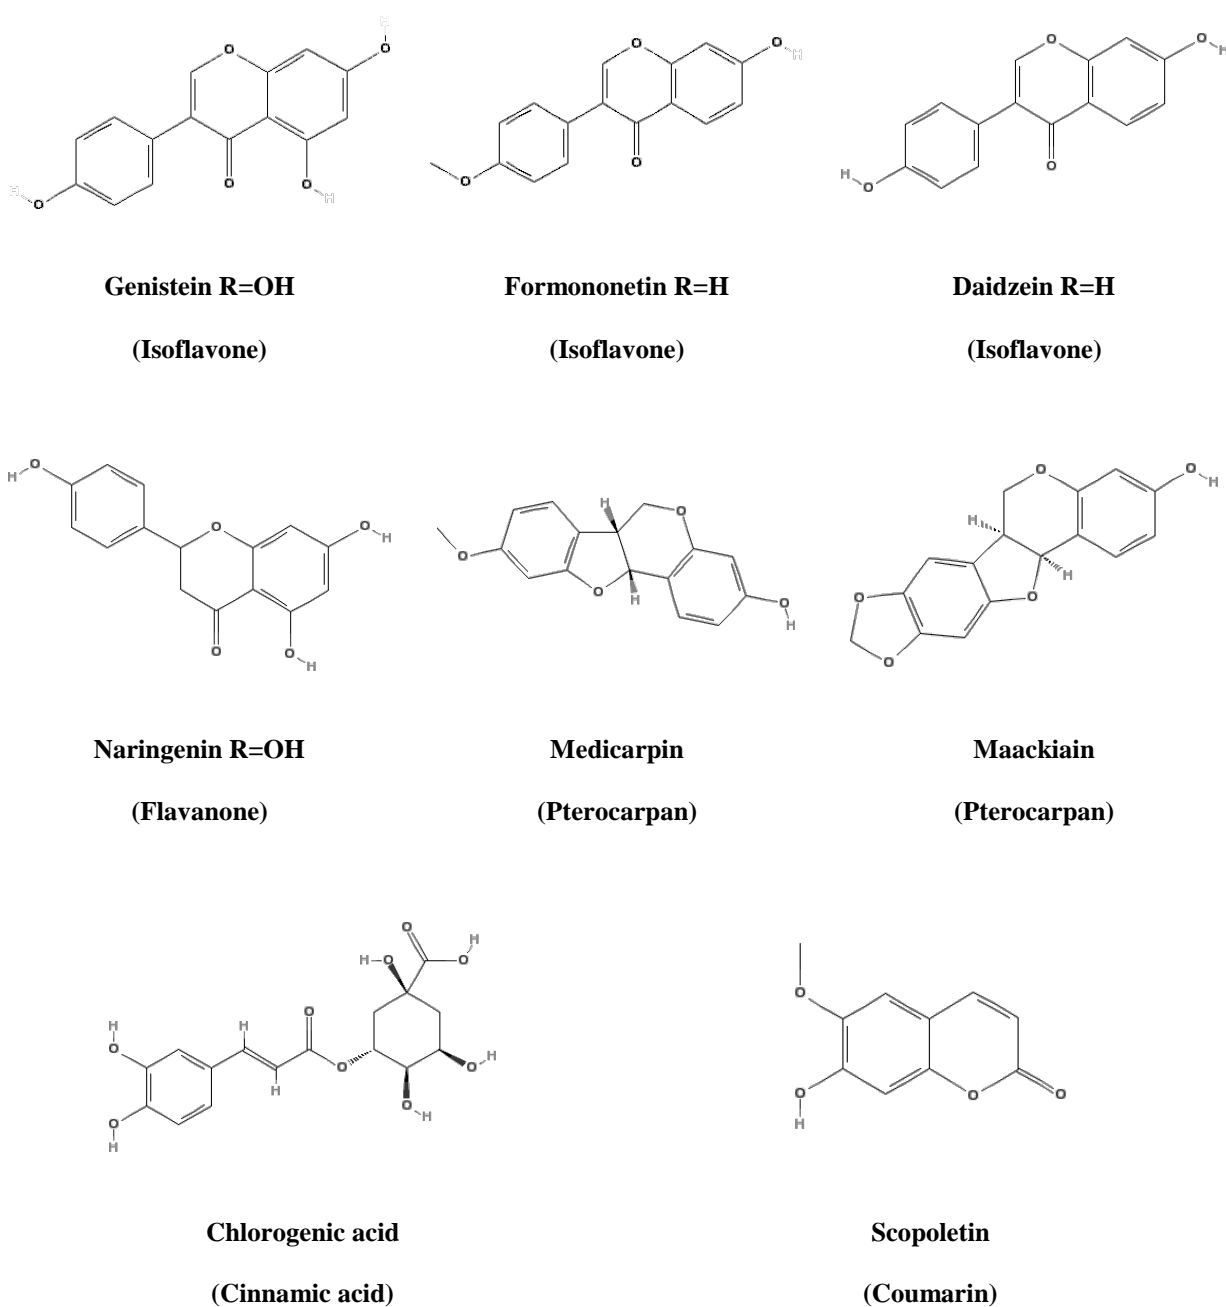 Genistein R=OH
(Isoflavone)
Formononetin R=H
(Isoflavone)
Daidzein R=H
(Isoflavone)
Naringenin R=OH
(Flavanone)
Medicarpin
(Pterocarpan)
Maackiain
(Pterocarpan)
Chlorogenic acid
(Cinnamic acid)
Scopoletin
(Coumarin)